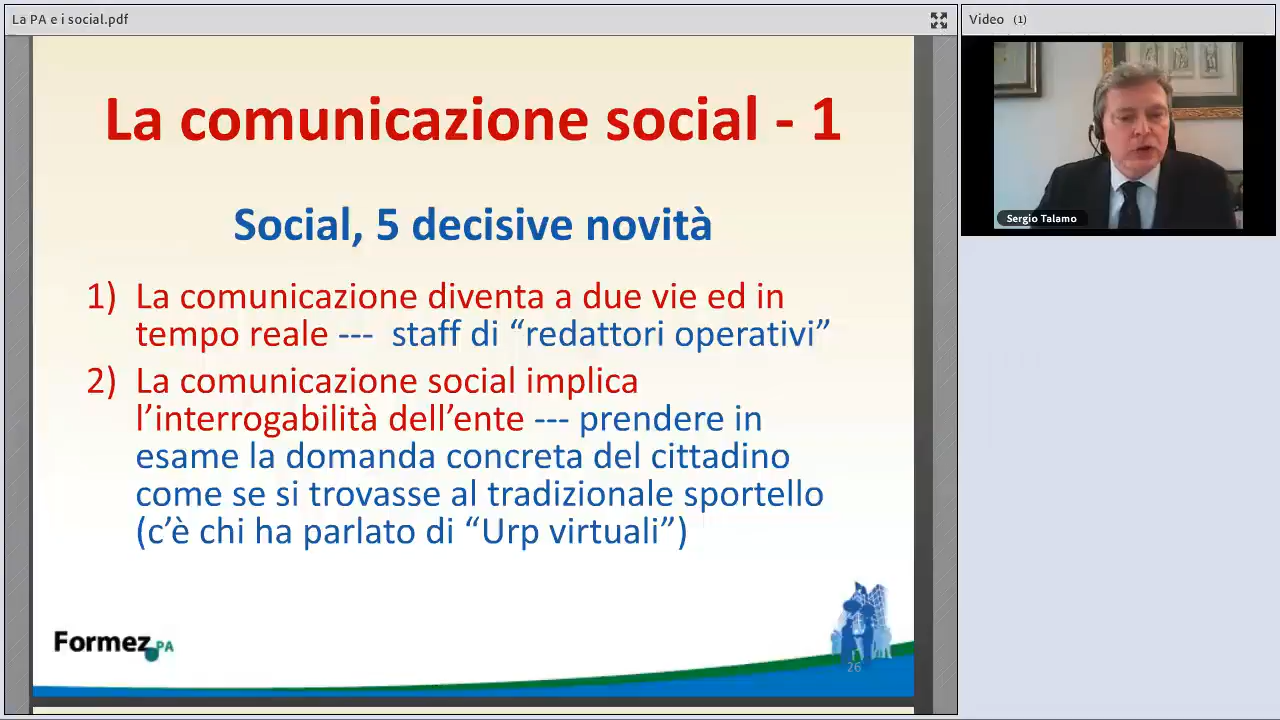 La PA e i social.pdf
Video (1)
La comunicazione social - 1
Social, 5 decisive novità
1) La comunicazione diventa a due vie ed in
tempo reale --- staff di “redattori operativi”
2) La comunicazione social implica
l’interrogabilità dell’ente --- prendere in
esame la domanda concreta del cittadino
come se si trovasse al tradizionale sportello
(c’è chi ha parlato di “Urp virtuali”)
Formez PA
26
Sergio Talamo